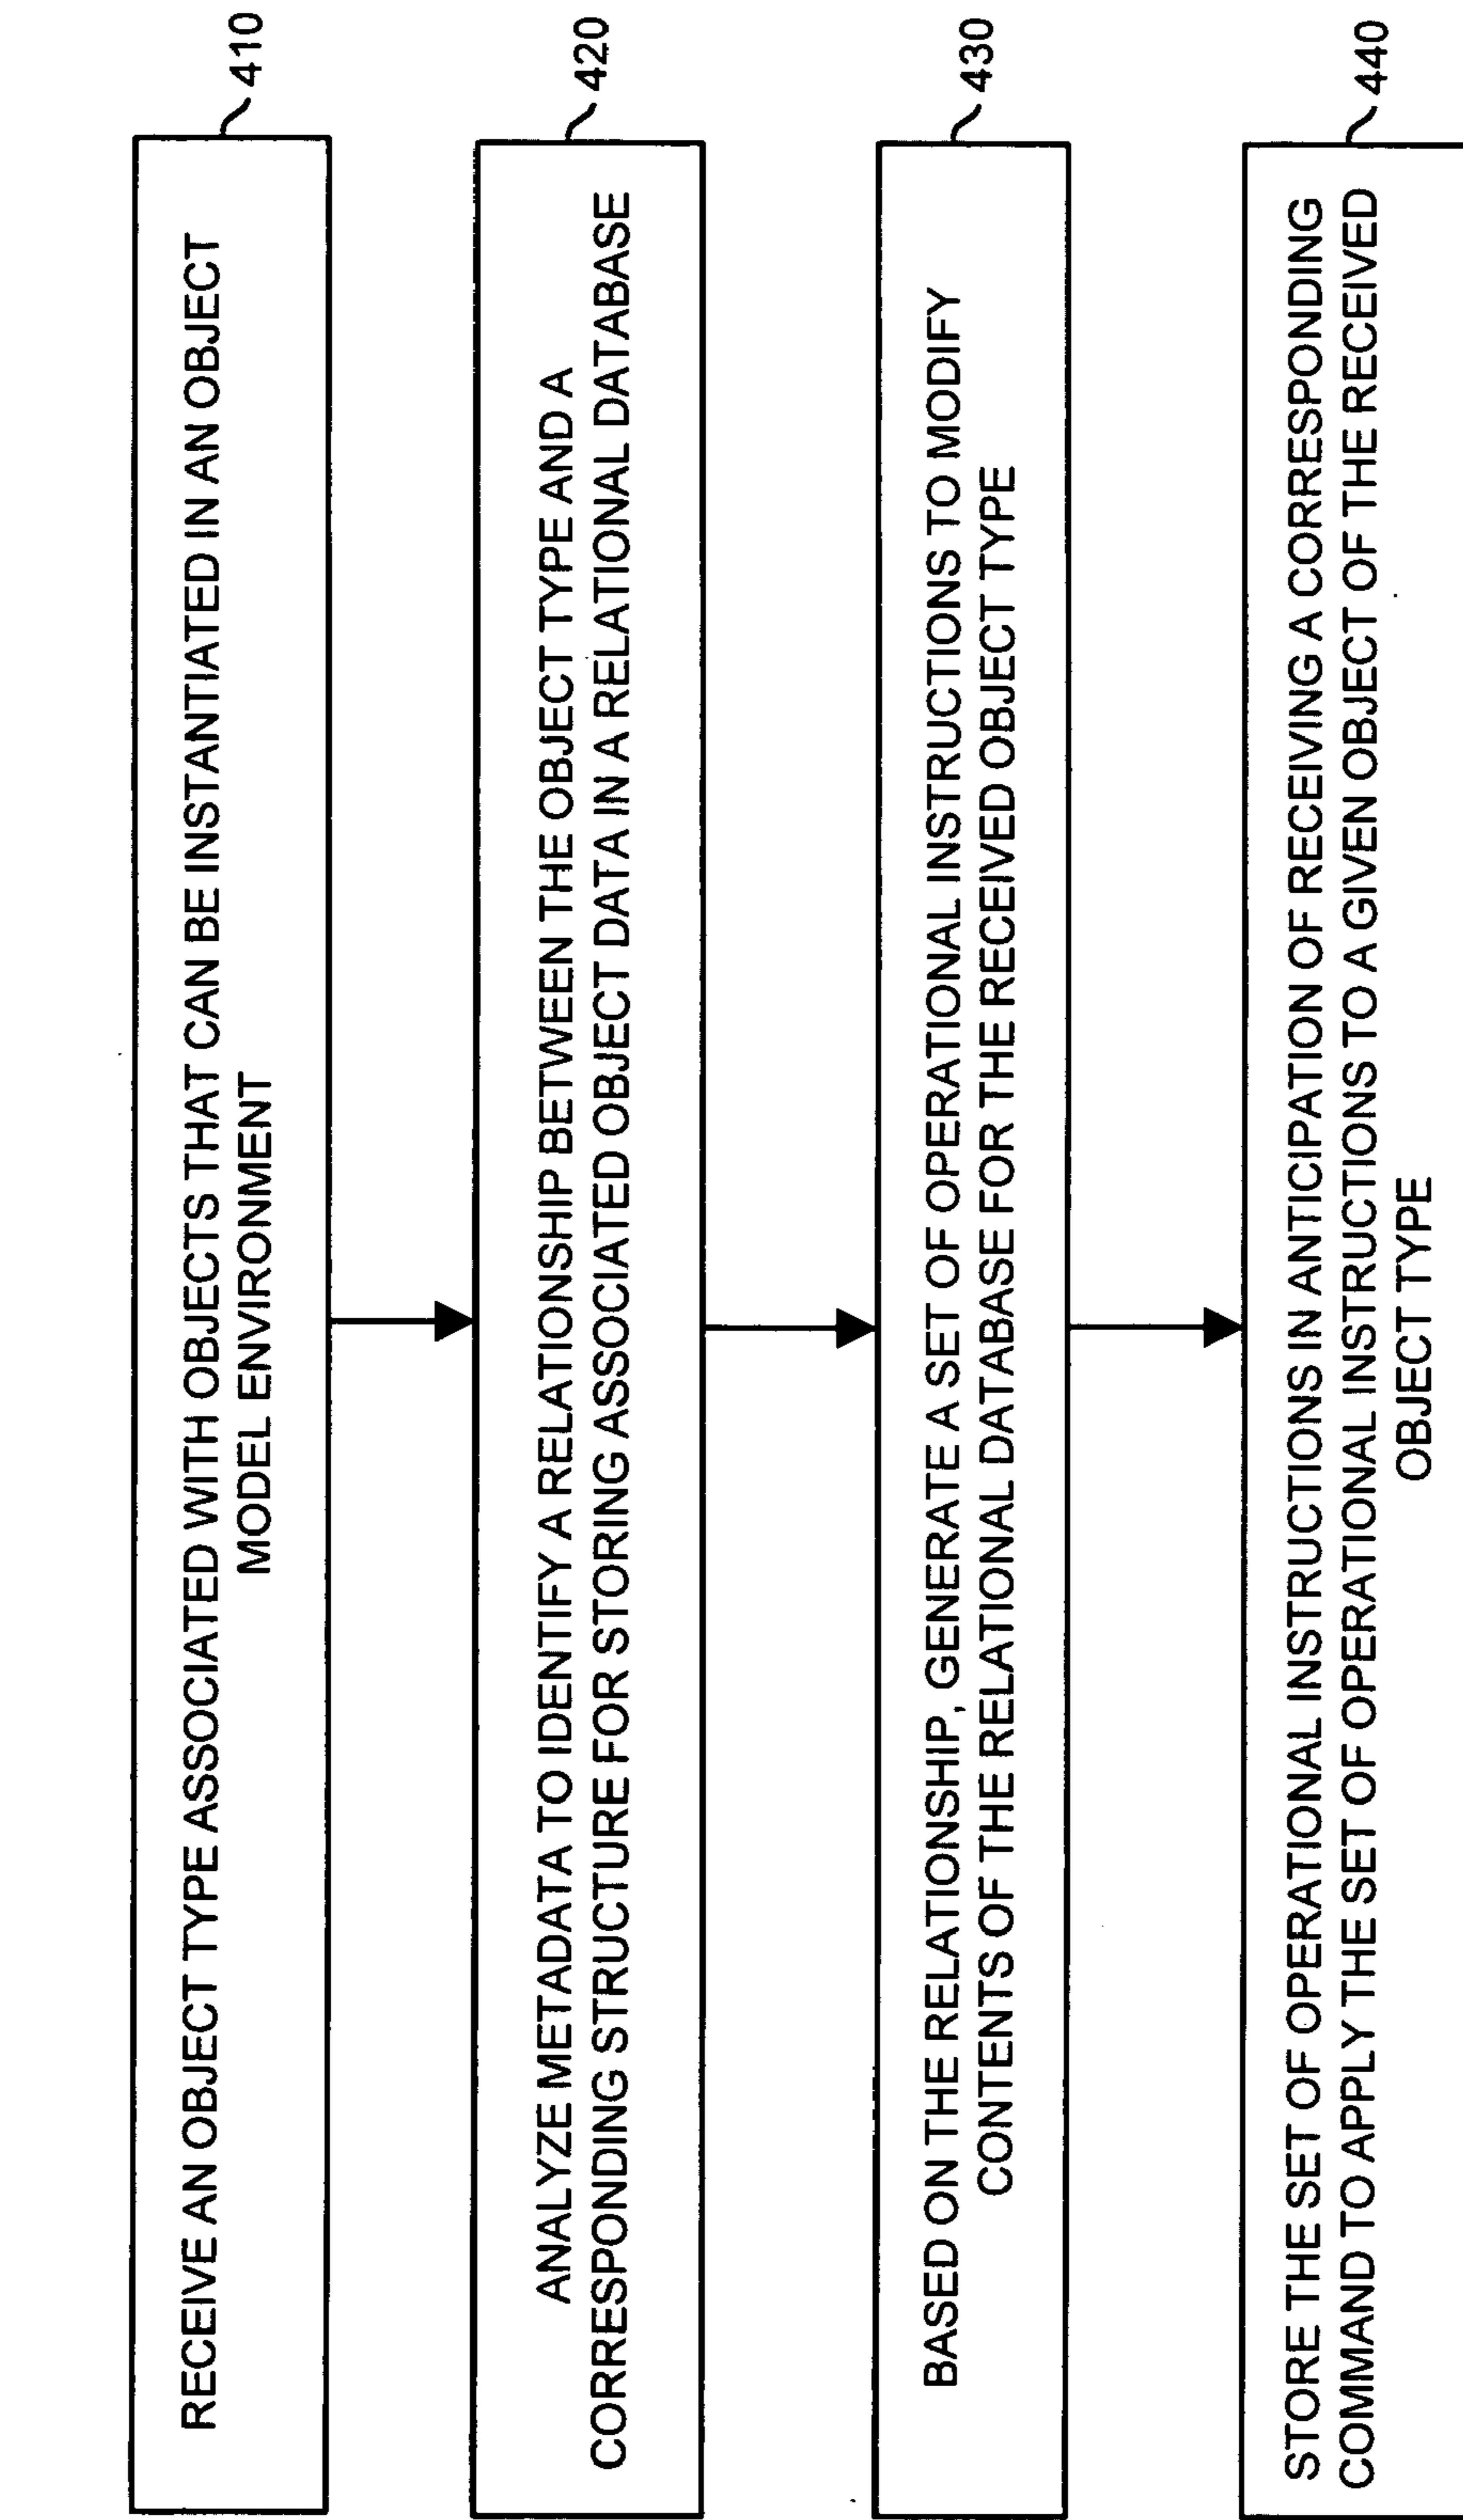 RECEIVE AN OBJECT TYPE ASSOCIATED WITH OBJECTS THAT CAN BE INSTANTIATED IN AN OBJECT
MODEL ENVIRONMENT
410
ANALYZE METADATA TO IDENTIFY A RELATIONSHIP BETWEEN THE OBJECT TYPE AND A
CORRESPONDING STRUCTURE FOR STORING ASSOCIATED OBJECT DATA IN A RELATIONAL DATABASE
420
BASED ON THE RELATIONSHIP, GENERATE A SET OF OPERATIONAL INSTRUCTIONS TO MODIFY
CONTENTS OF THE RELATIONAL DATABASE FOR THE RECEIVED OBJECT TYPE
430
STORE THE SET OF OPERATIONAL INSTRUCTIONS IN ANTICIPATION OF RECEIVING A CORRESPONDING
COMMAND TO APPLY THE SET OF OPERATIONAL INSTRUCTIONS TO A GIVEN OBJECT OF THE RECEIVED
OBJECT TYPE
440